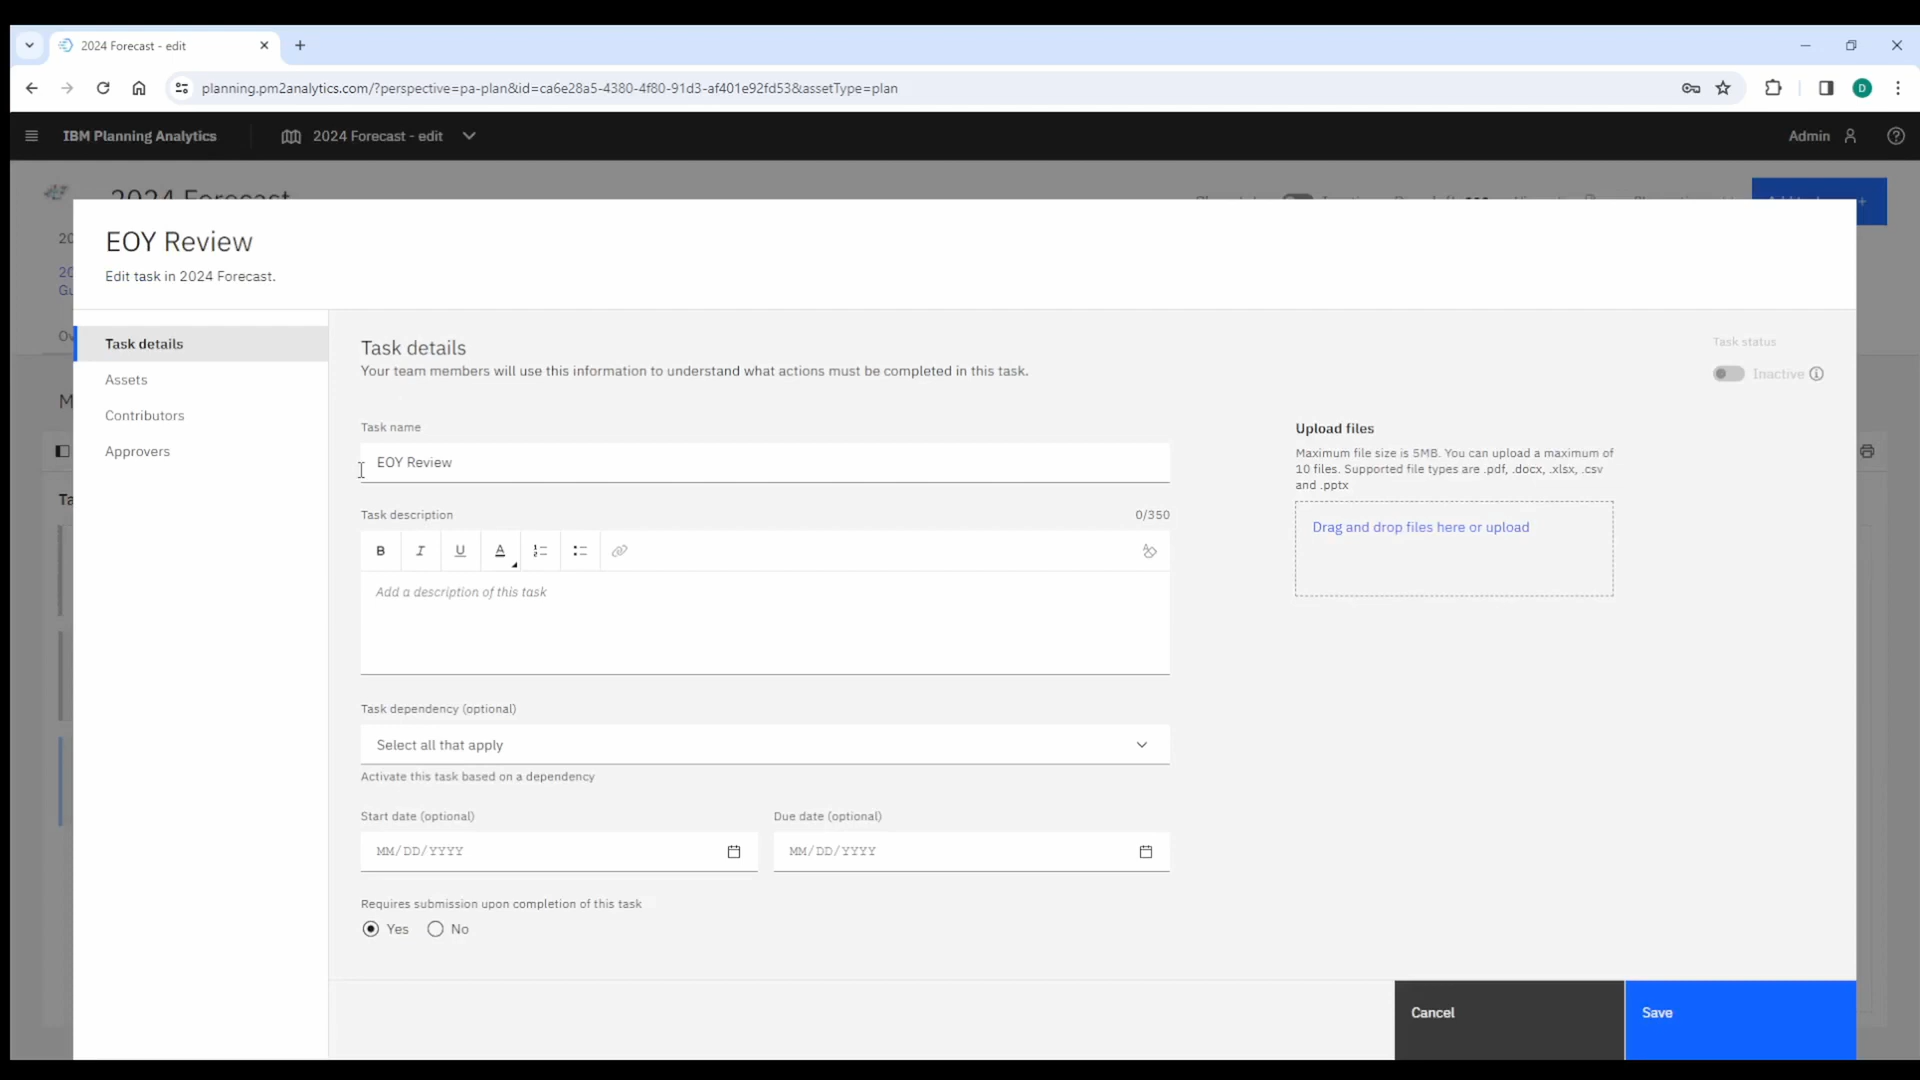 2024 Forecast - edit
planning.pm2analytics.com/?perspective=pa-plan&id=ca6e28a5-4380-4f80-91d3-af401e92fd53&assetType=plan
D
IBM Planning Analytics
2024 Forecast - edit
Admin
2024 Forecast
EOY Review
Edit task in 2024 Forecast.
Task details
Assets
Contributors
Approvers
Task details
Your team members will use this information to understand what actions must be completed in this task.
Task status
Inactive
Task name
EOY Review
Task description
0/350
B I U A
Add a description of this task
Task dependency (optional)
Select all that apply
Activate this task based on a dependency
Start date (optional)
MM/DD/YYYY
Due date (optional)
MM/DD/YYYY
Requires submission upon completion of this task
Yes
No
Upload files
Maximum file size is 5MB. You can upload a maximum of
10 files. Supported file types are .pdf, .docx, .xlsx, .csv
and .pptx
Drag and drop files here or upload
Cancel
Save